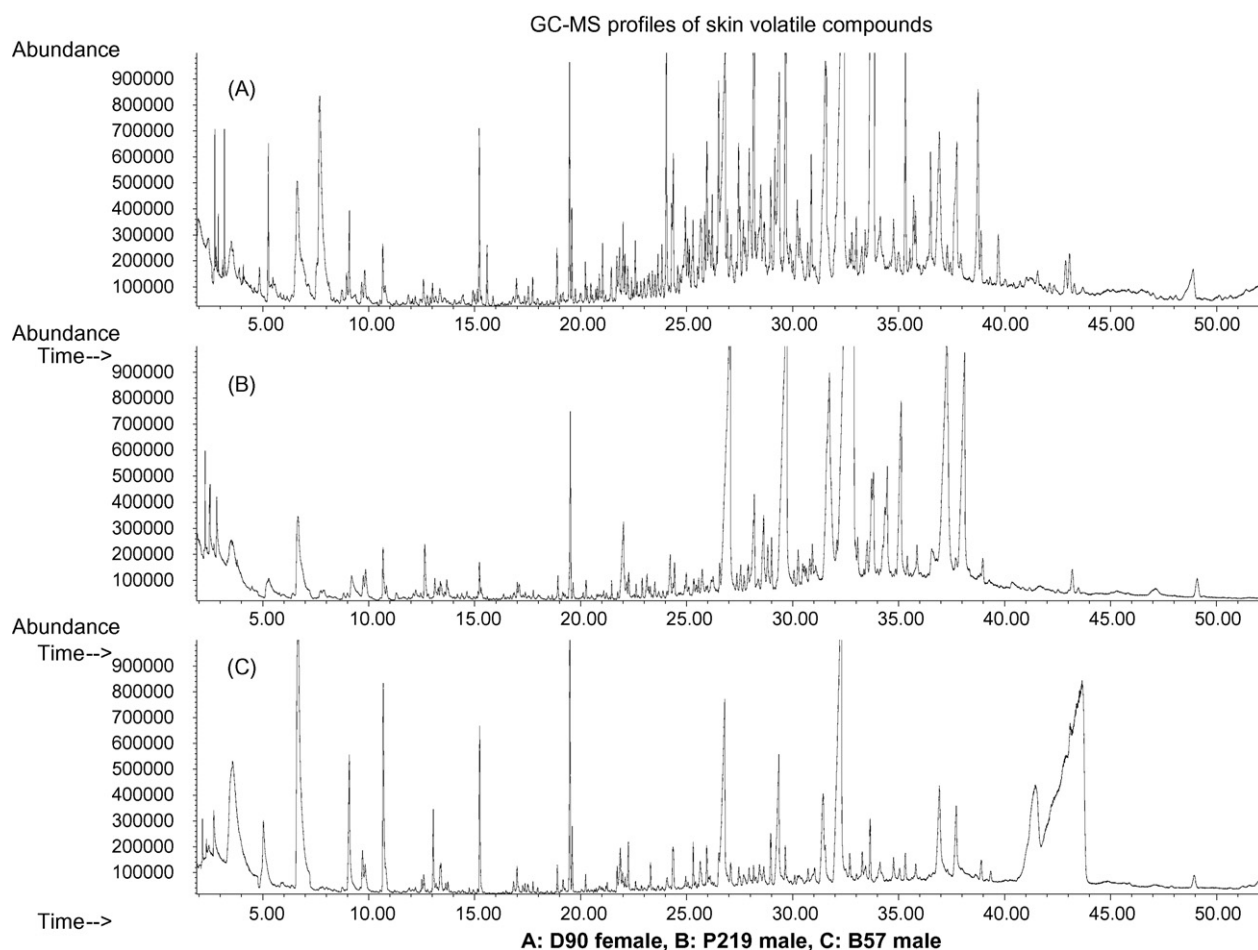 GC-MS profiles of skin volatile compounds
Abundance
(A)
900000
800000
700000
600000
500000
400000
300000
200000
100000
5.00 10.00 15.00 20.00 25.00 30.00 35.00 40.00 45.00 50.00
Abundance
Time-->
(B)
900000
800000
700000
600000
500000
400000
300000
200000
100000
5.00 10.00 15.00 20.00 25.00 30.00 35.00 40.00 45.00 50.00
Abundance
Time-->
(C)
900000
800000
700000
600000
500000
400000
300000
200000
100000
5.00 10.00 15.00 20.00 25.00 30.00 35.00 40.00 45.00 50.00
Time-->
A: D90 female, B: P219 male, C: B57 male